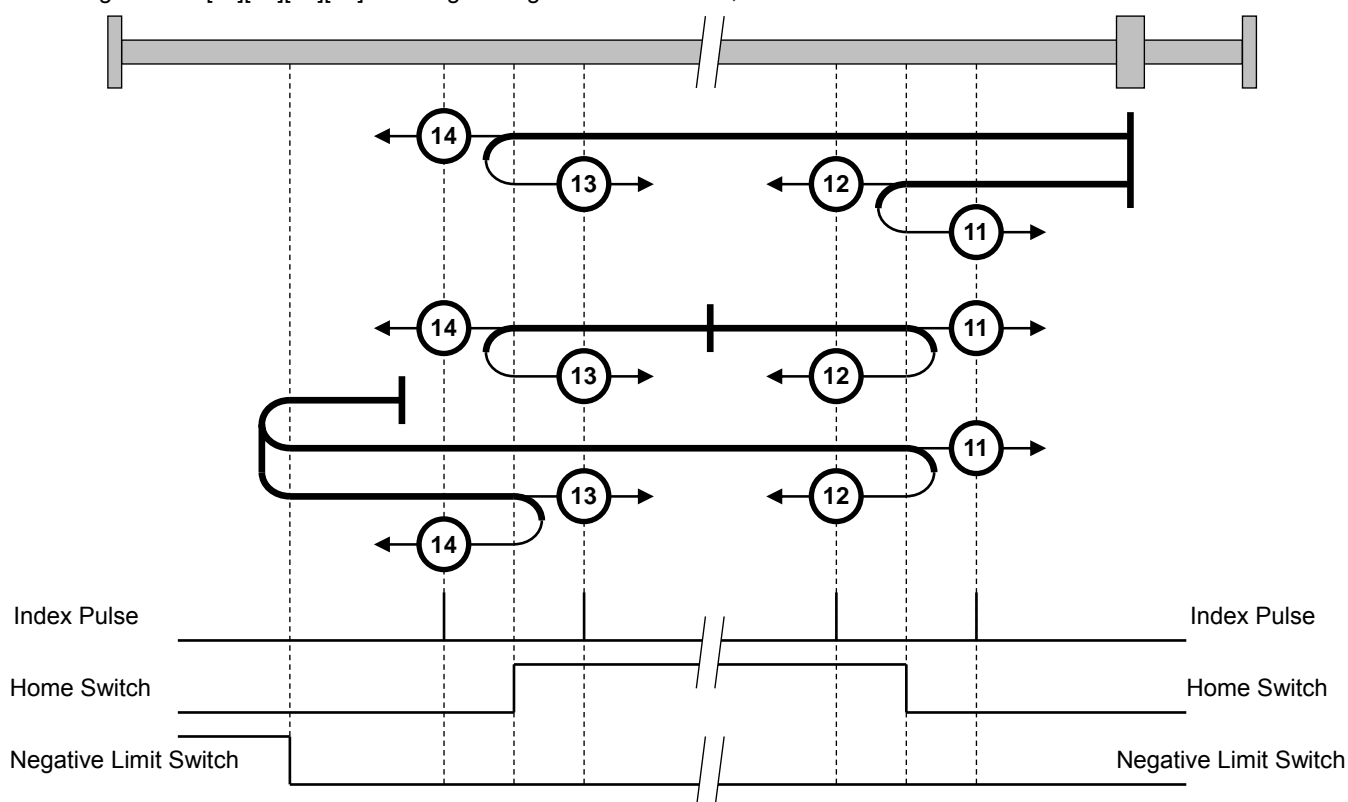 14
13 12
11
14 11
13 12
11
13 12
14
Index Pulse Index Pulse
Home Switch Home Switch
Negative Limit Switch Negative Limit Switch